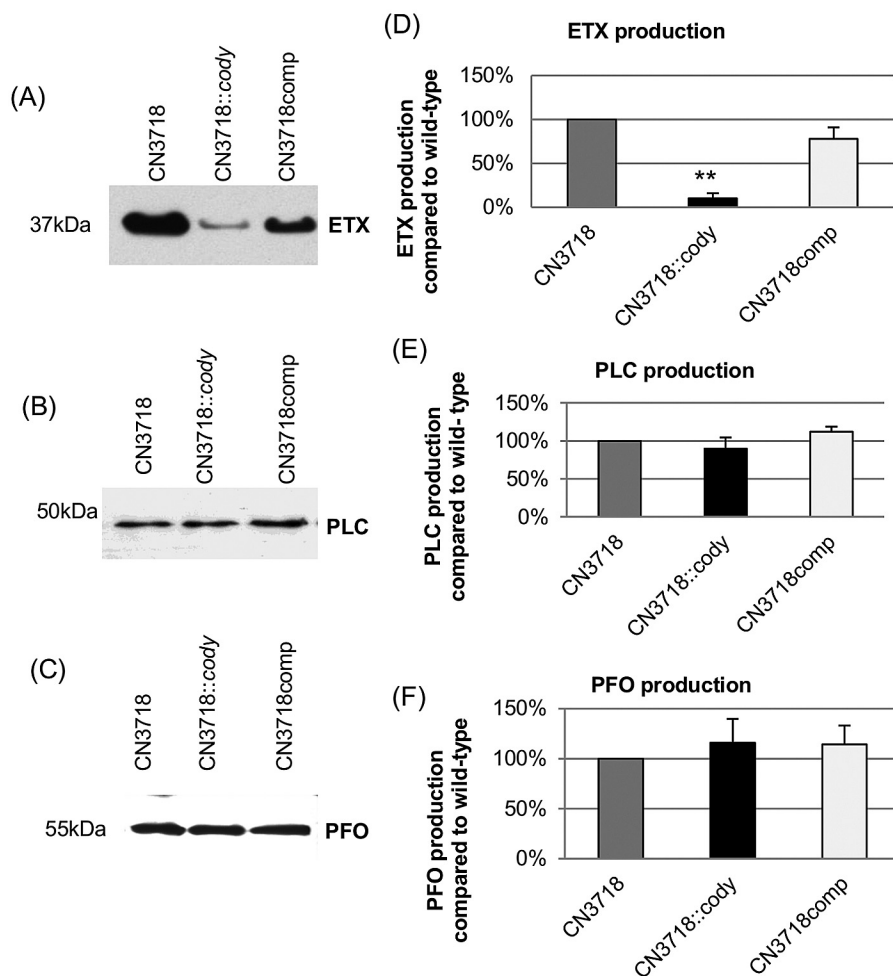 (A)
CN3718
CN3718::cody
CN3718comp
37kDa
ETX
(B)
CN3718
CN3718::cody
CN3718comp
50kDa
PLC
(C)
CN3718
CN3718::cody
CN3718comp
55kDa
PFO
(D)
ETX production
ETX production
compared to wild-type
150%
100%
50%
0%
**
CN3718
CN3718::cody
CN3718comp
(E)
PLC production
PLC production
compared to wild- type
150%
100%
50%
0%
CN3718
CN3718::cody
CN3718comp
(F)
PFO production
PFO production
compared to wild-type
150%
100%
50%
0%
CN3718
CN3718::cody
CN3718comp